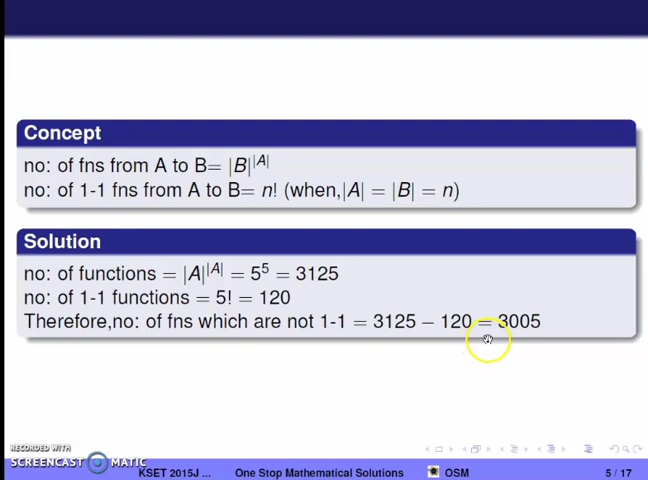 Concept
no: of fns from A to B= |B|^|A|
no: of 1-1 fns from A to B= n! (when,|A| = |B| = n)
Solution
no: of functions = |A|^|A| = 5^5 = 3125
no: of 1-1 functions = 5! = 120
Therefore,no: of fns which are not 1-1 = 3125 − 120 = 3005
RECORDED WITH
SCREENCAST MATIC
KSET 2015J ... One Stop Mathematical Solutions OSM 5 / 17